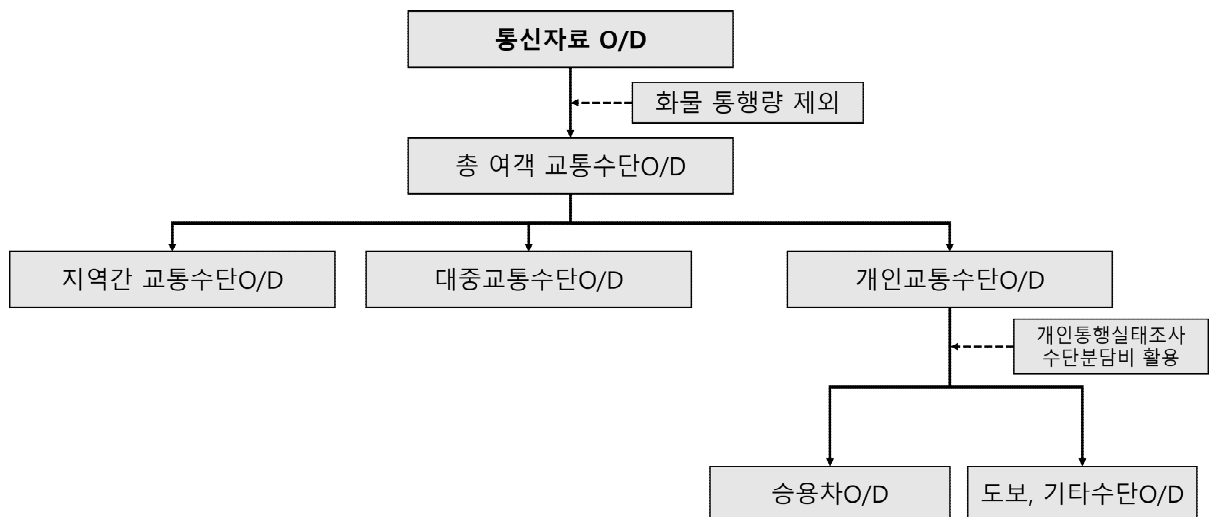 통신자료 O/D
화물 통행량 제외
총 여객 교통수단O/D
지역간 교통수단O/D
대중교통수단O/D
개인교통수단O/D
개인통행실태조사
수단분담비 활용
승용차O/D
도보, 기타수단O/D